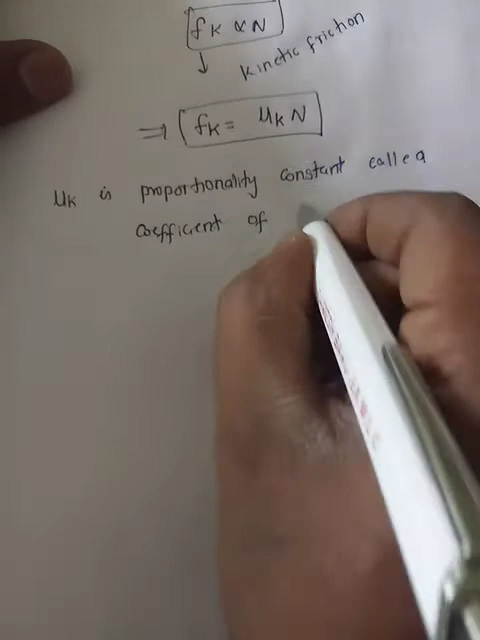 fK ∝ N
↓ kinetic friction
⇒ fK = μK N
μK is proportionality constant called
coefficient of